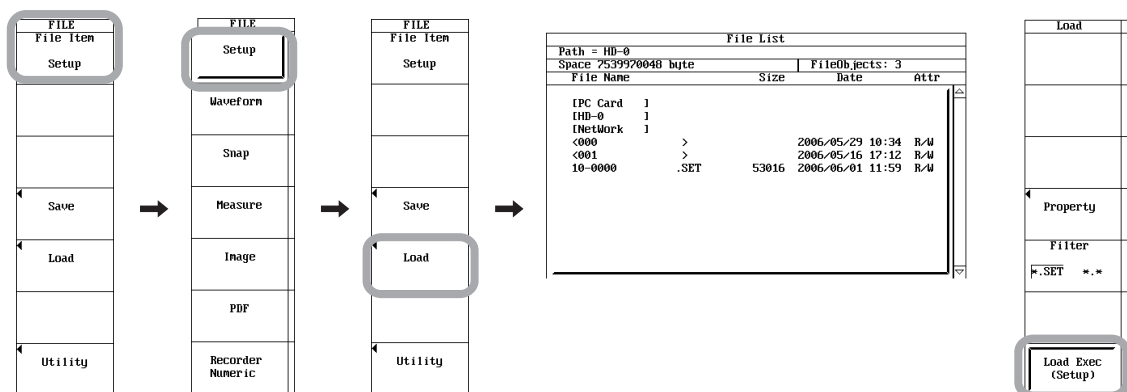 FILE
File Item
Setup
Save
Load
Utility
FILE
Setup
Waveform
Snap
Measure
Image
PDF
Recorder
Numeric
FILE
File Item
Setup
Save
Load
Utility
File List
Path = HD-0
Space 7539970048 byte FileObjects: 3
File Name Size Date Attr
[PC Card ]
[HD-0 ]
[NetWork ]
<000 > 2006/05/29 10:34 R/W
<001 > 2006/05/16 17:12 R/W
10-0000 .SET 53016 2006/06/01 11:59 R/W
Load
Property
Filter
*.SET *.*
Load Exec
(Setup)